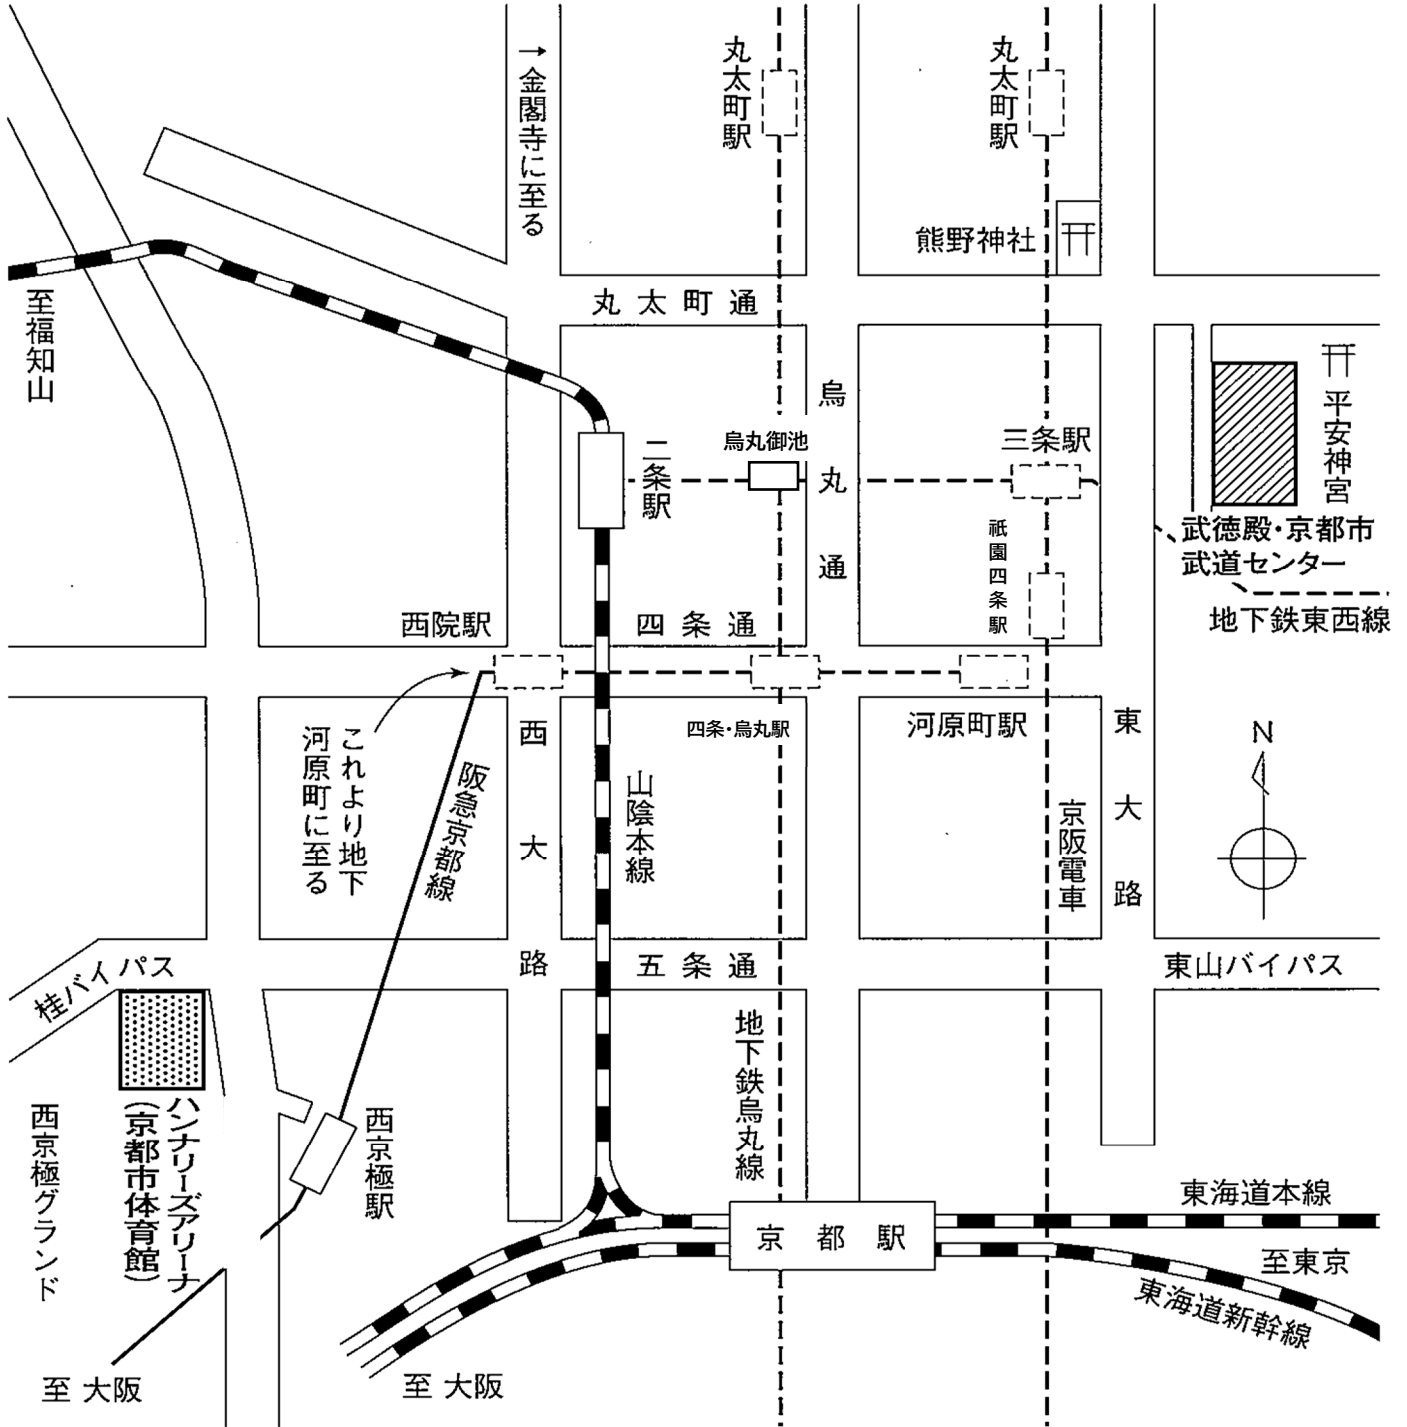 →金閣寺に至る
丸太町駅
丸太町駅
熊野神社
至福知山
丸太町通
烏丸通
平安神宮
二条駅
烏丸御池
三条駅
祇園四条駅
武徳殿・京都市
武道センター
地下鉄東西線
西院駅
四条通
四条・烏丸駅
河原町駅
これより地下
河原町に至る
阪急京都線
西大路
山陰本線
京阪電車
東大路
N
桂バイパス
五条通
東山バイパス
地下鉄烏丸線
西京極グランド
ハンナリーズアリーナ
(京都市体育館)
西京極駅
京都駅
東海道本線
至東京
東海道新幹線
至 大阪
至 大阪